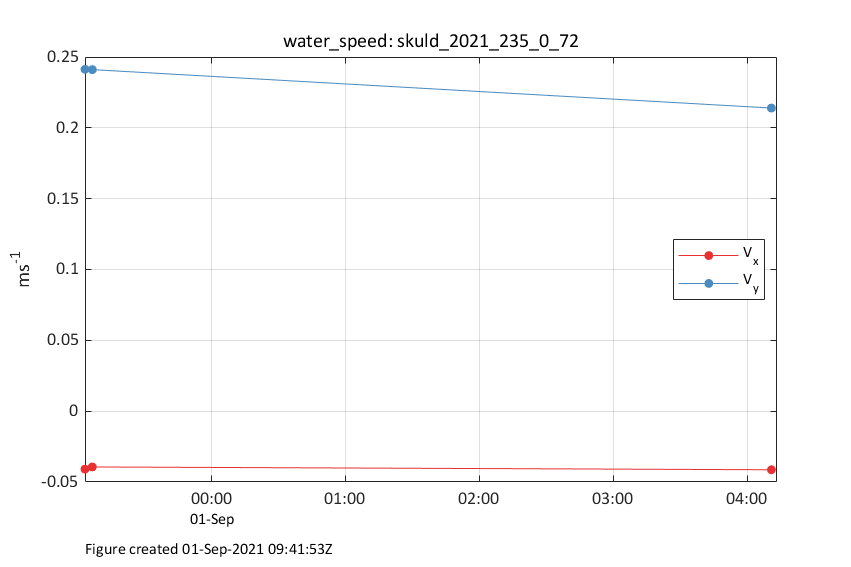 water_speed: skuld_2021_235_0_72
0.25
0.2
0.15
0.1
0.05
0
-0.05
ms-1
Vx
Vy
00:00 01:00 02:00 03:00 04:00
01-Sep
Figure created 01-Sep-2021 09:41:53Z